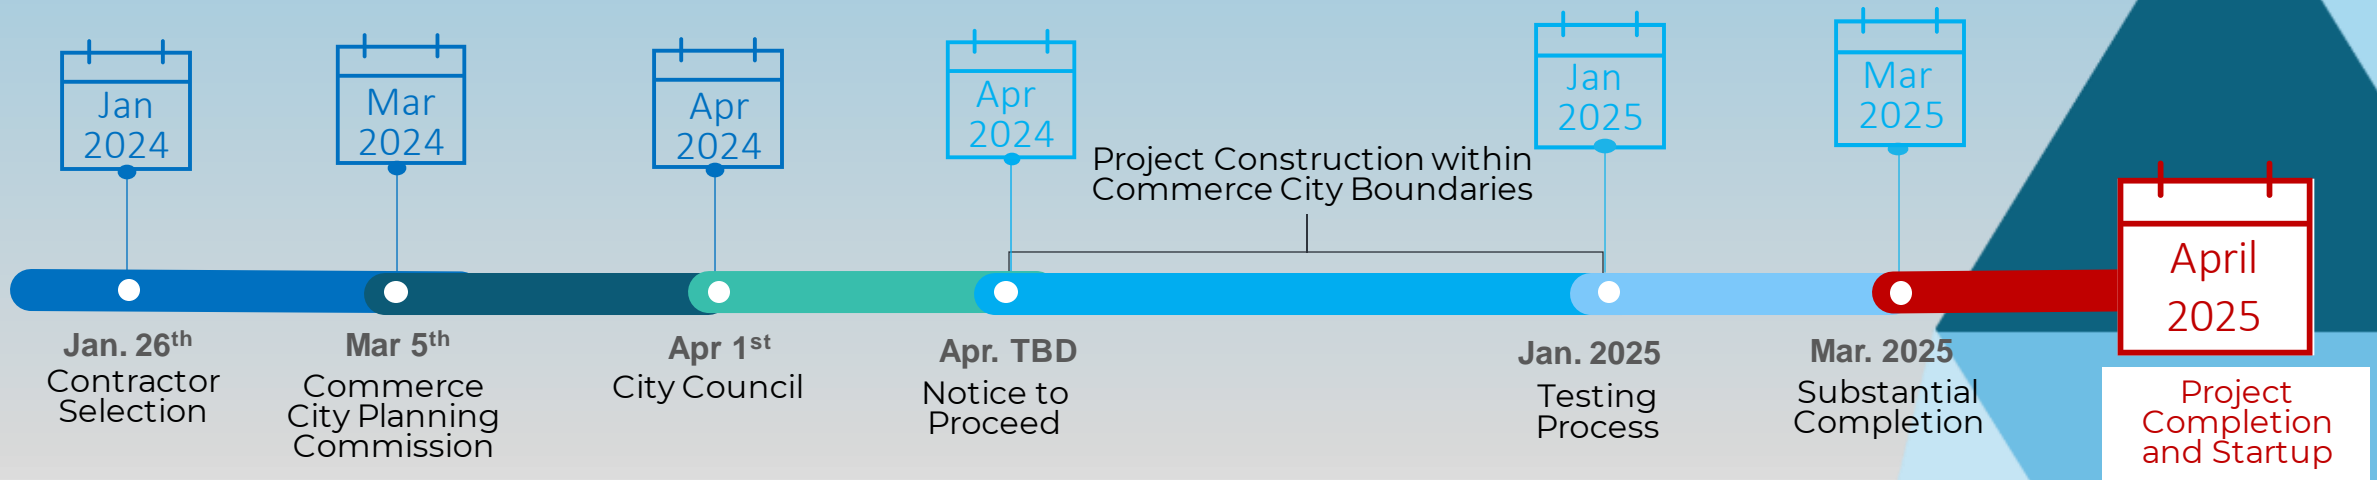 Jan
2024
Mar
2024
Apr
2024
Apr
2024
Project Construction within
Commerce City Boundaries
Jan
2025
Mar
2025
April
2025
Jan. 26th
Contractor
Selection
Mar 5th
Commerce
City Planning
Commission
Apr 1st
City Council
Apr. TBD
Notice to
Proceed
Jan. 2025
Testing
Process
Mar. 2025
Substantial
Completion
Project
Completion
and Startup